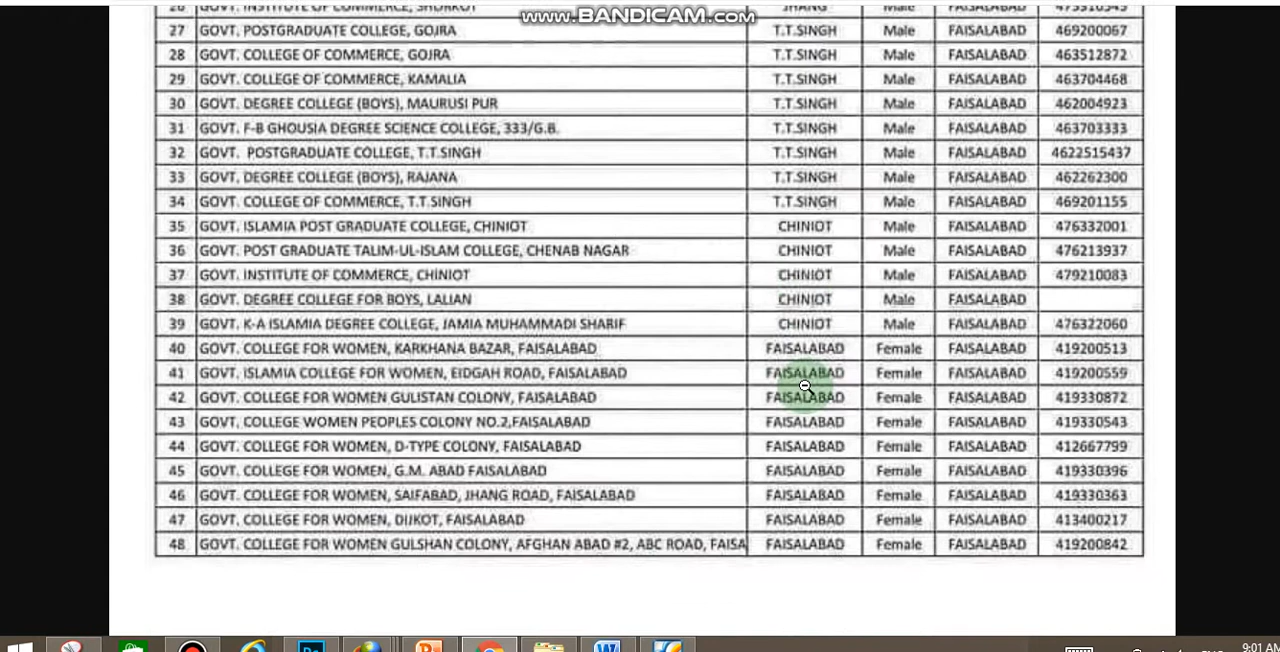 www.BANDICAM.com
26 GOVT. INSTITUTE OF COMMERCE, SHORKOT JHANG Male
27 GOVT. POSTGRADUATE COLLEGE, GOJRA T.T.SINGH Male FAISALABAD 469200067
28 GOVT. COLLEGE OF COMMERCE, GOJRA T.T.SINGH Male FAISALABAD 463512872
29 GOVT. COLLEGE OF COMMERCE, KAMALIA T.T.SINGH Male FAISALABAD 463704468
30 GOVT. DEGREE COLLEGE (BOYS), MAURUSI PUR T.T.SINGH Male FAISALABAD 462004923
31 GOVT. F-B GHOUSIA DEGREE SCIENCE COLLEGE, 333/G.B. T.T.SINGH Male FAISALABAD 463703333
32 GOVT. POSTGRADUATE COLLEGE, T.T.SINGH T.T.SINGH Male FAISALABAD 4622515437
33 GOVT. DEGREE COLLEGE (BOYS), RAJANA T.T.SINGH Male FAISALABAD 462262300
34 GOVT. COLLEGE OF COMMERCE, T.T.SINGH T.T.SINGH Male FAISALABAD 469201155
35 GOVT. ISLAMIA POST GRADUATE COLLEGE, CHINIOT CHINIOT Male FAISALABAD 476332001
36 GOVT. POST GRADUATE TALIM-UL-ISLAM COLLEGE, CHENAB NAGAR CHINIOT Male FAISALABAD 476213937
37 GOVT. INSTITUTE OF COMMERCE, CHINIOT CHINIOT Male FAISALABAD 479210083
38 GOVT. DEGREE COLLEGE FOR BOYS, LALIAN CHINIOT Male FAISALABAD
39 GOVT. K-A ISLAMIA DEGREE COLLEGE, JAMIA MUHAMMADI SHARIF CHINIOT Male FAISALABAD 476322060
40 GOVT. COLLEGE FOR WOMEN, KARKHANA BAZAR, FAISALABAD FAISALABAD Female FAISALABAD 419200513
41 GOVT. ISLAMIA COLLEGE FOR WOMEN, EIDGAH ROAD, FAISALABAD FAISALABAD Female FAISALABAD 419200559
42 GOVT. COLLEGE FOR WOMEN GULISTAN COLONY, FAISALABAD FAISALABAD Female FAISALABAD 419330872
43 GOVT. COLLEGE WOMEN PEOPLES COLONY NO.2,FAISALABAD FAISALABAD Female FAISALABAD 419330543
44 GOVT. COLLEGE FOR WOMEN, D-TYPE COLONY, FAISALABAD FAISALABAD Female FAISALABAD 412667799
45 GOVT. COLLEGE FOR WOMEN, G.M. ABAD FAISALABAD FAISALABAD Female FAISALABAD 419330396
46 GOVT. COLLEGE FOR WOMEN, SAIFABAD, JHANG ROAD, FAISALABAD FAISALABAD Female FAISALABAD 419330363
47 GOVT. COLLEGE FOR WOMEN, DIJKOT, FAISALABAD FAISALABAD Female FAISALABAD 413400217
48 GOVT. COLLEGE FOR WOMEN GULSHAN COLONY, AFGHAN ABAD #2, ABC ROAD, FAISA FAISALABAD Female FAISALABAD 419200842
9:01 AM